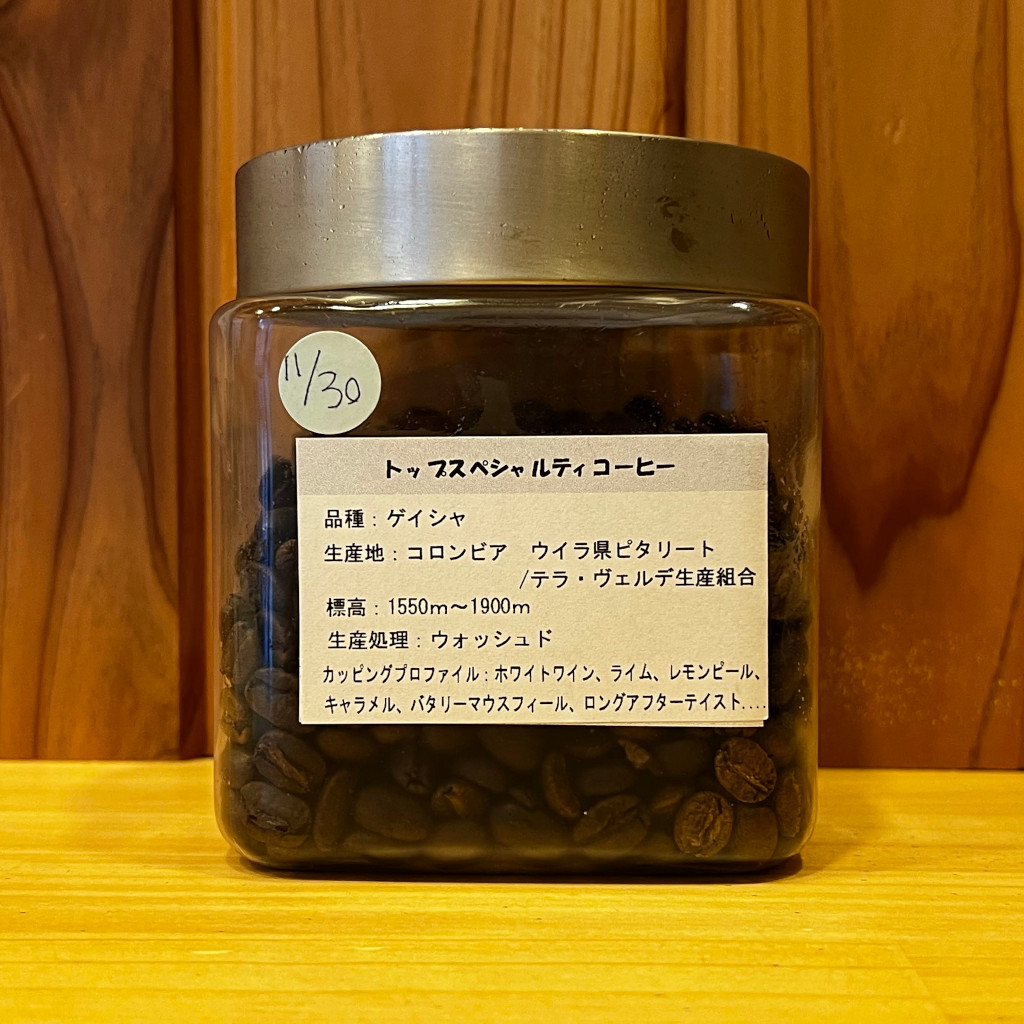 11/30
トップスペシャルティコーヒー
品種：ゲイシャ
生産地：コロンビア　ウイラ県ピタリート
/テラ・ヴェルデ生産組合
標高：1550ｍ～1900ｍ
生産処理：ウォッシュド
カッピングプロファイル：ホワイトワイン、ライム、レモンピール、
キャラメル、バタリーマウスフィール、ロングアフターテイスト....